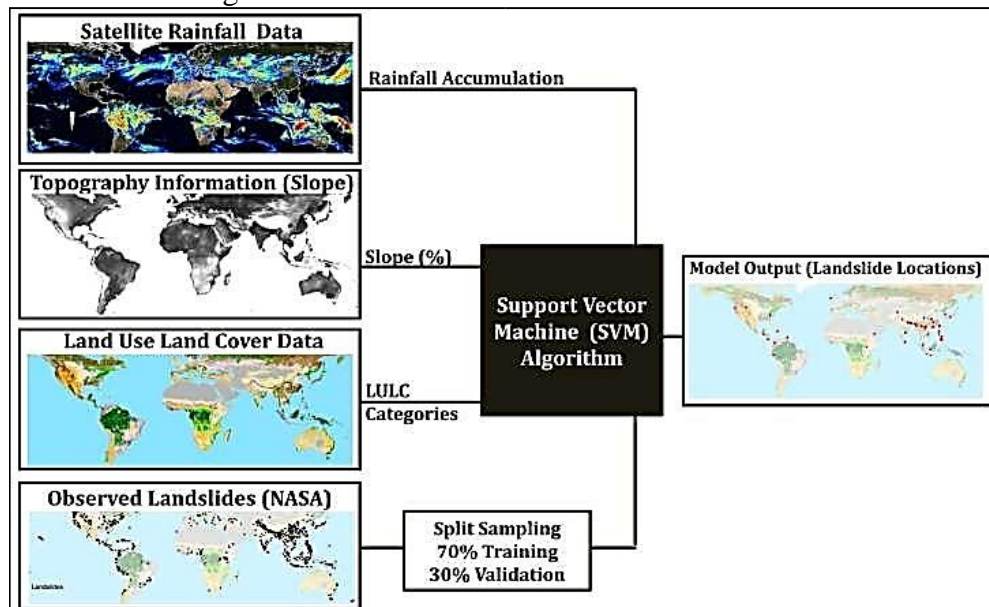 Satellite Rainfall Data
Rainfall Accumulation
Topography Information (Slope)
Slope (%)
Land Use Land Cover Data
LULC
Categories
Observed Landslides (NASA)
Landslides
Split Sampling
70% Training
30% Validation
Support Vector
Machine (SVM)
Algorithm
Model Output (Landslide Locations)